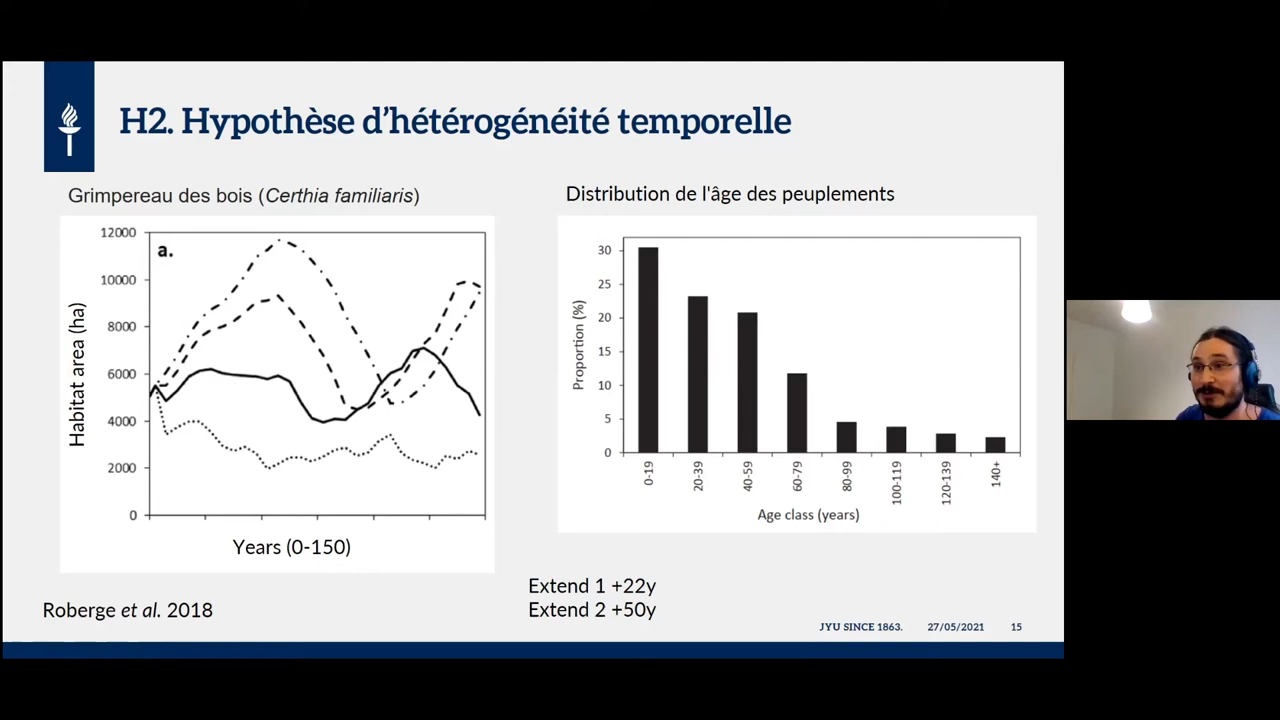 H2. Hypothèse d'hétérogénéité temporelle
Grimpereau des bois (Certhia familiaris)
a.
12000
10000
8000
6000
4000
2000
0
Habitat area (ha)
Years (0-150)
Roberge et al. 2018
Distribution de l'âge des peuplements
30
25
20
15
10
5
0
Proportion (%)
0-19
20-39
40-59
60-79
80-99
100-119
120-139
140+
Age class (years)
Extend 1 +22y
Extend 2 +50y
JYU SINCE 1863. 27/05/2021 15